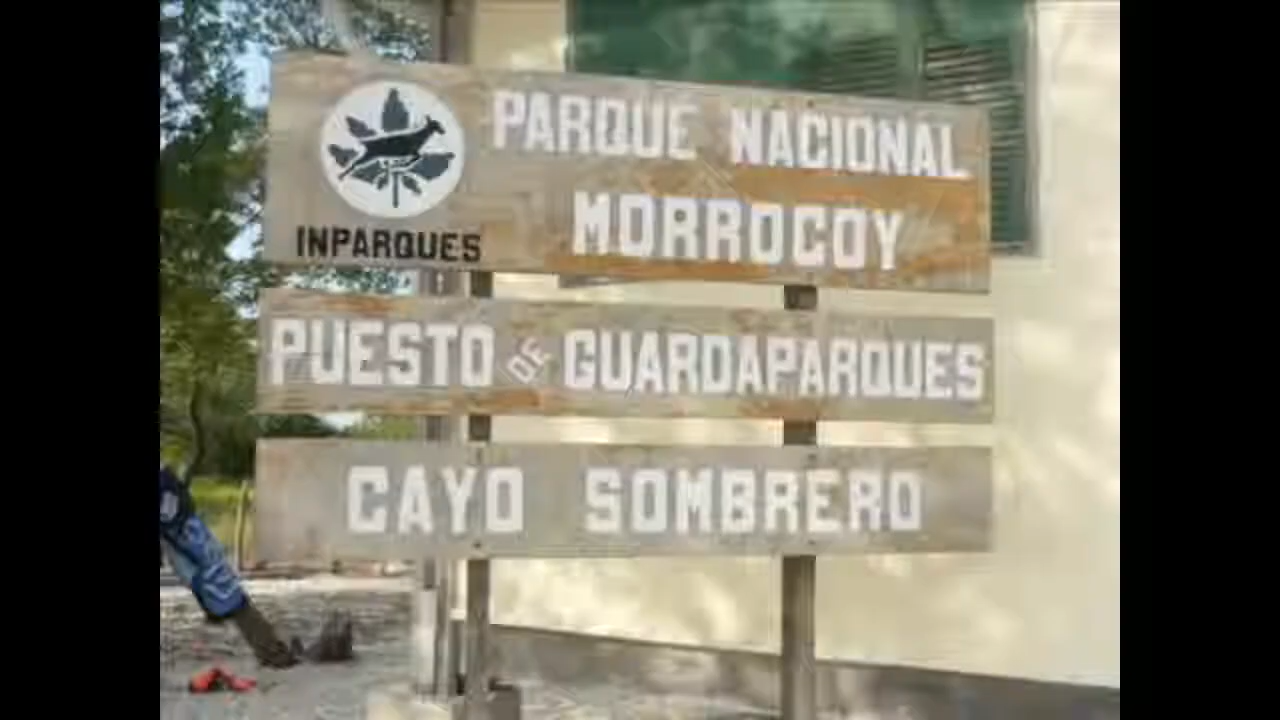 PARQUE NACIONAL
MORROCOY
INPARQUES
PUESTO DE GUARDAPARQUES
CAYO SOMBRERO